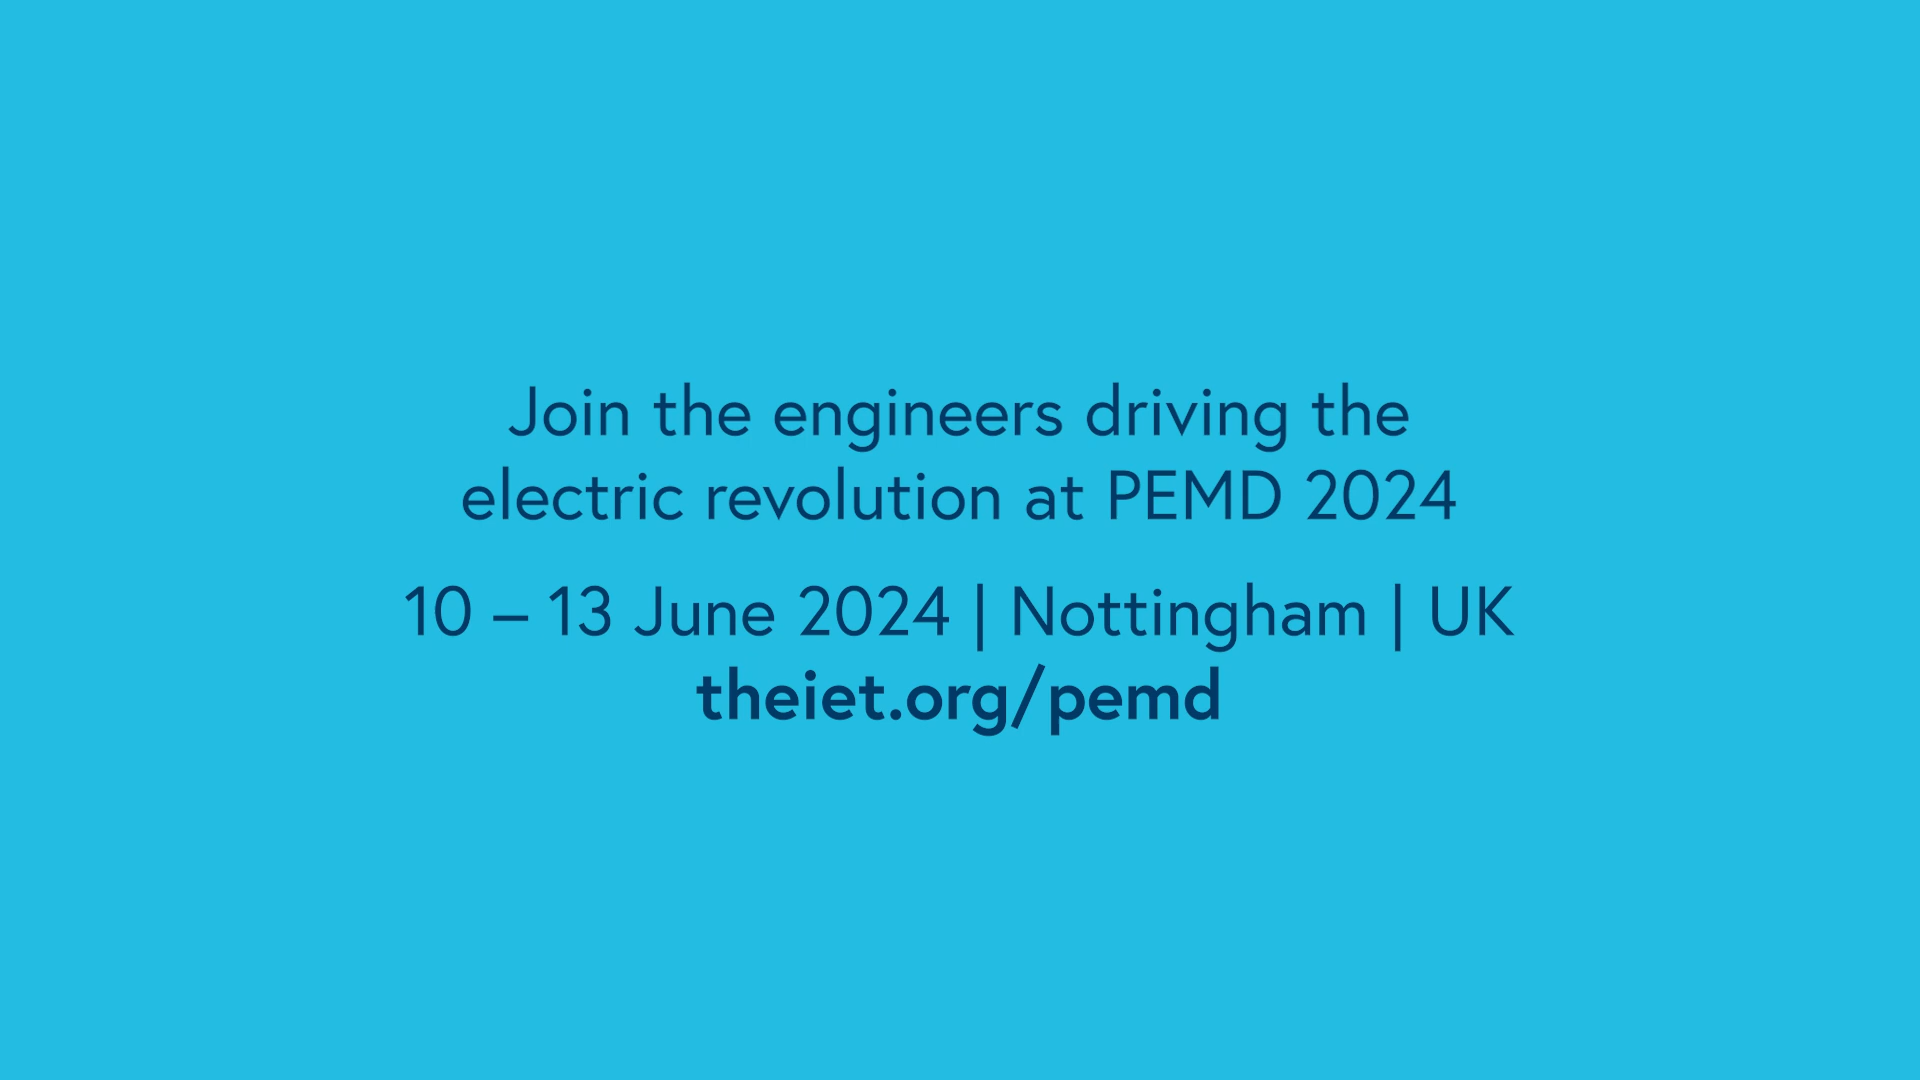 Join the engineers driving the
electric revolution at PEMD 2024
10 – 13 June 2024 | Nottingham | UK
theiet.org/pemd